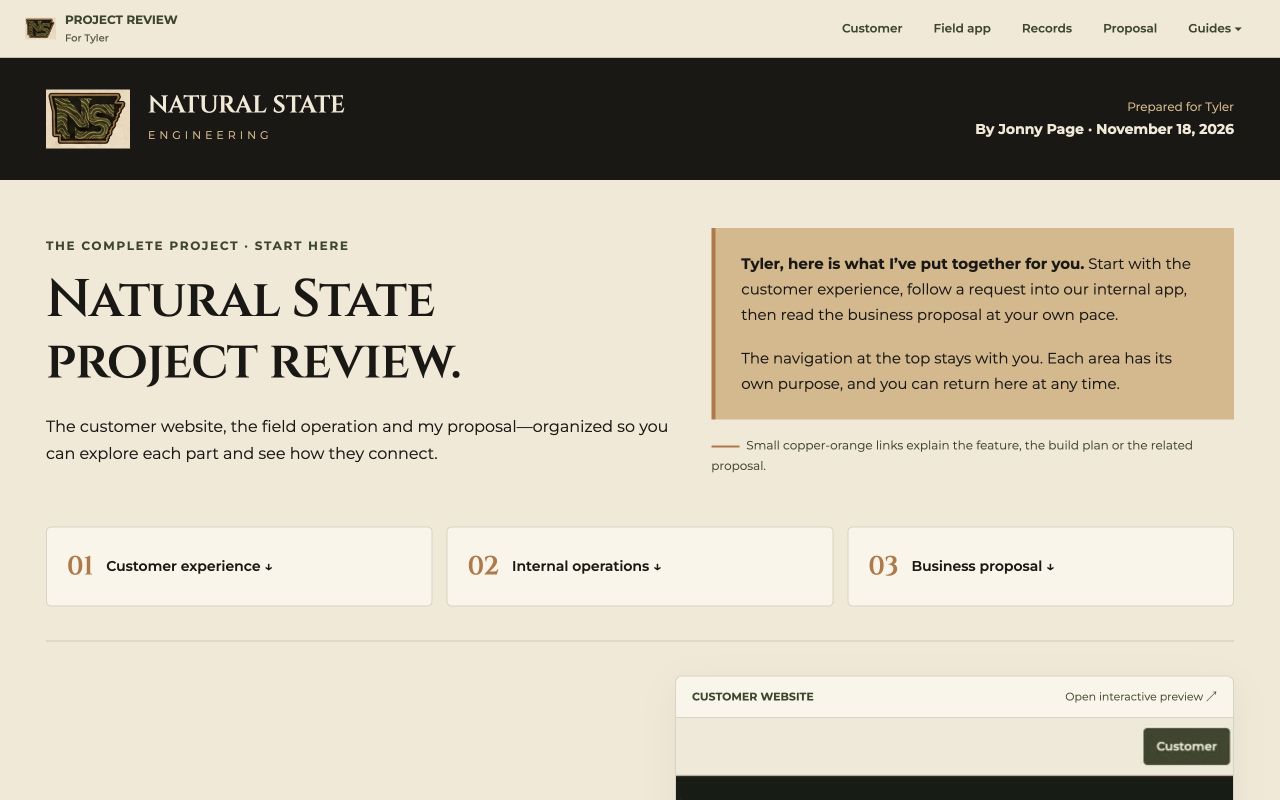 PROJECT REVIEW
For Tyler
Customer
Field app
Records
Proposal
Guides
NS
NATURAL STATE
ENGINEERING
Prepared for Tyler
By Jonny Page · November 18, 2026
THE COMPLETE PROJECT · START HERE
NATURAL STATE
PROJECT REVIEW.
The customer website, the field operation and my proposal—organized so you
can explore each part and see how they connect.
Tyler, here is what I’ve put together for you. Start with the
customer experience, follow a request into our internal app,
then read the business proposal at your own pace.
The navigation at the top stays with you. Each area has its
own purpose, and you can return here at any time.
Small copper-orange links explain the feature, the build plan or the related
proposal.
01 Customer experience ↓
02 Internal operations ↓
03 Business proposal ↓
CUSTOMER WEBSITE
Open interactive preview ↗
Customer